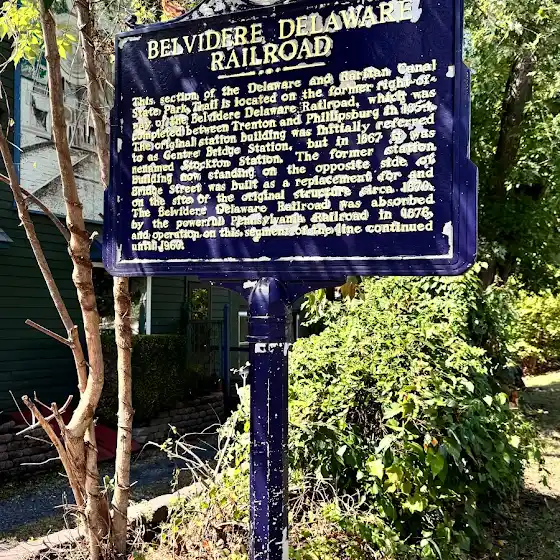 BELVIDERE DELAWARE
RAILROAD
This section of the Delaware and Raritan Canal
State Park Trail is located on the former right-of-
way of the Belvidere Delaware Railroad, which was
completed between Trenton and Phillipsburg in
The original station building was initially referred
to as Centre Bridge Station, but in 1867 it was
renamed Stockton Station. The former station
building now standing on the opposite side of
Bridge Street was built as a replacement for and
on the site of the original structure circa
The Belvidere Delaware Railroad was absorbed
by the powerful Pennsylvania Railroad in 1876,
and operation on this segment of the line continued
until 1960.